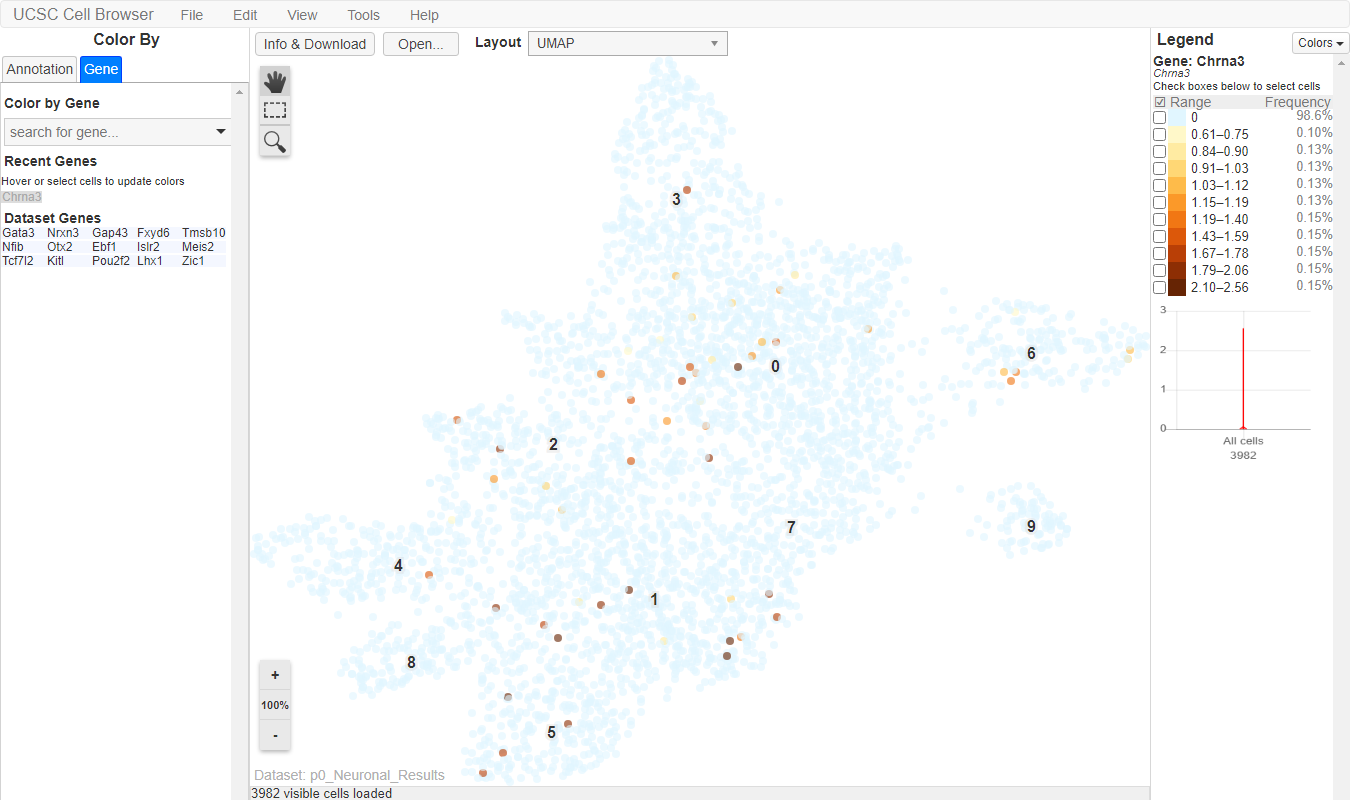 UCSC Cell Browser File Edit View Tools Help
Color By
Annotation Gene
Color by Gene
search for gene...
Recent Genes
Hover or select cells to update colors
Chrna3
Dataset Genes
Gata3 Nrxn3 Gap43 Fxyd6 Tmsb10
Nfib Otx2 Ebf1 Islr2 Meis2
Tcf7l2 Kitl Pou2f2 Lhx1 Zic1
Info & Download Open... Layout UMAP
3
6
0
2
7
9
4
1
8
5
+
100%
-
Dataset: p0_Neuronal_Results
3982 visible cells loaded
Legend Colors
Gene: Chrna3
Chrna3
Check boxes below to select cells
Range Frequency
0 98.6%
0.61–0.75 0.10%
0.84–0.90 0.13%
0.91–1.03 0.13%
1.03–1.12 0.13%
1.15–1.19 0.13%
1.19–1.40 0.15%
1.43–1.59 0.15%
1.67–1.78 0.15%
1.79–2.06 0.15%
2.10–2.56 0.15%
3
2
1
0
All cells
3982